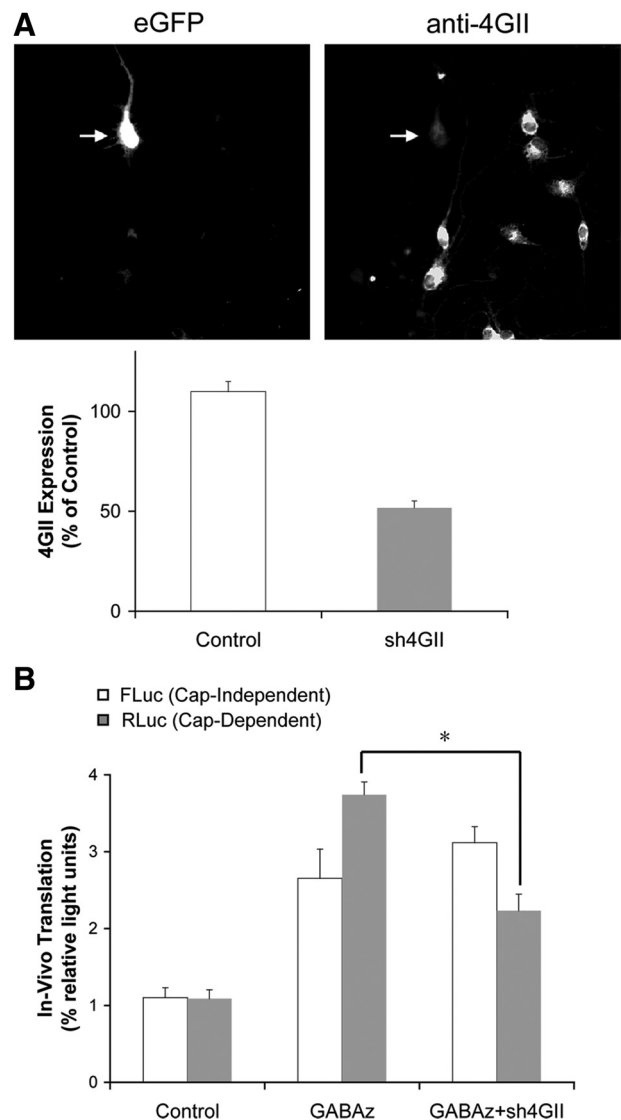 A
eGFP
anti-4GII
4GII Expression
(% of Control)
100
50
0
Control
sh4GII
B
FLuc (Cap-Independent)
RLuc (Cap-Dependent)
*
In-Vivo Translation
(% relative light units)
4
3
2
1
0
Control
GABAz
GABAz+sh4GII